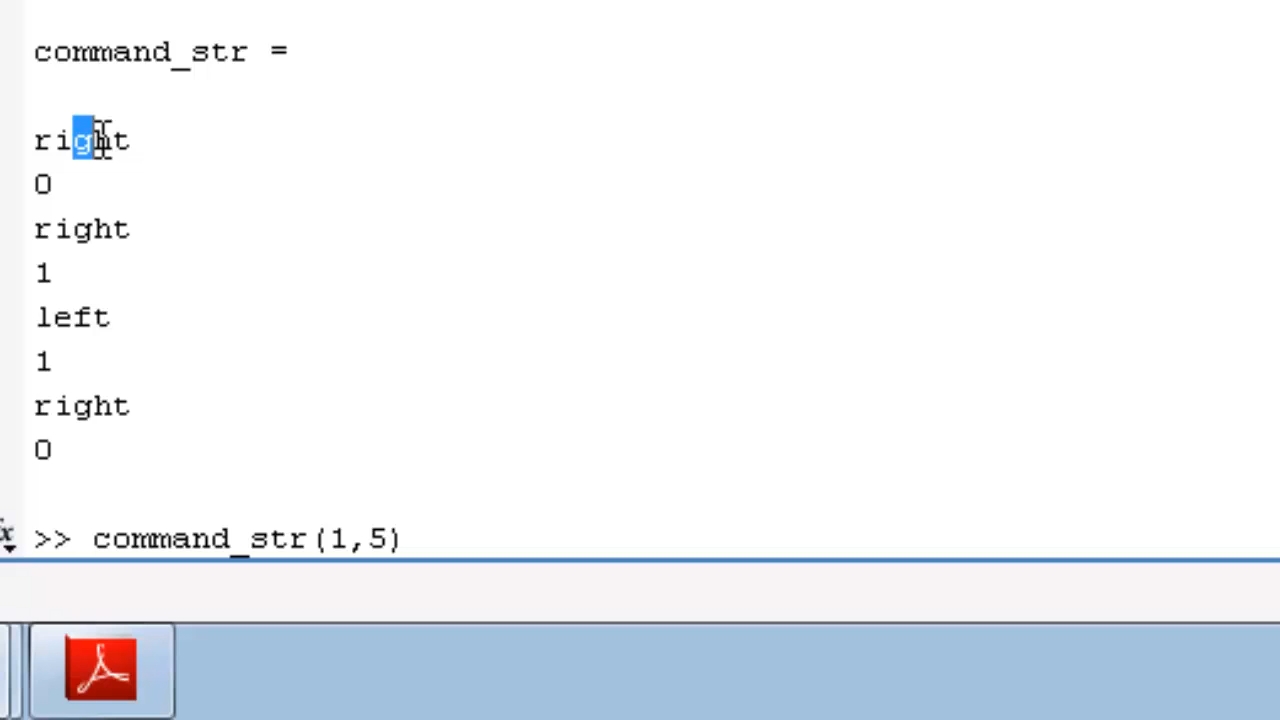 command_str =
right
0
right
1
left
1
right
0
>> command_str(1,5)